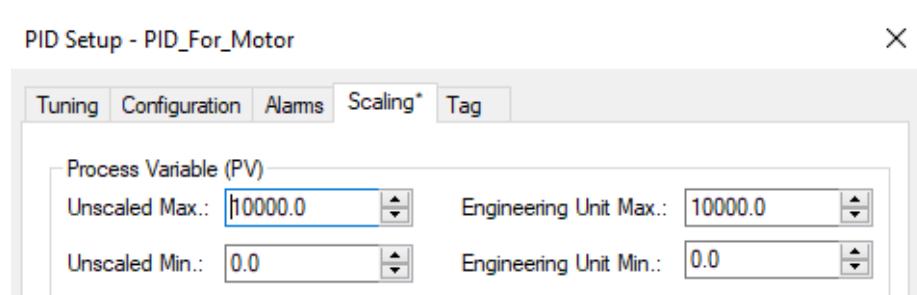 PID Setup - PID_For_Motor
Tuning Configuration Alarms Scaling* Tag
Process Variable (PV)
Unscaled Max.: 10000.0 Engineering Unit Max.: 10000.0
Unscaled Min.: 0.0 Engineering Unit Min.: 0.0